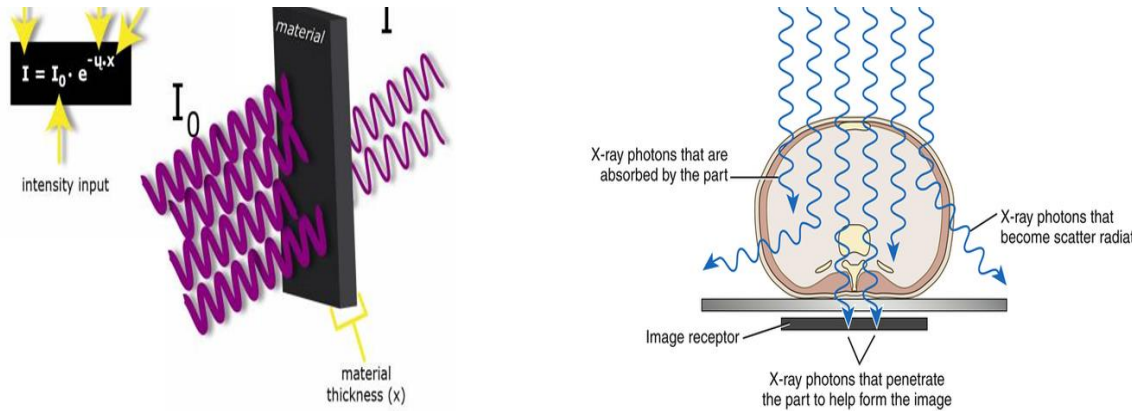 I
material
I = I₀· e^-ɥ·x
I₀
intensity input
material
thickness (x)
X-ray photons that are
absorbed by the part
X-ray photons that
become scatter radiat
Image receptor
X-ray photons that penetrate
the part to help form the image